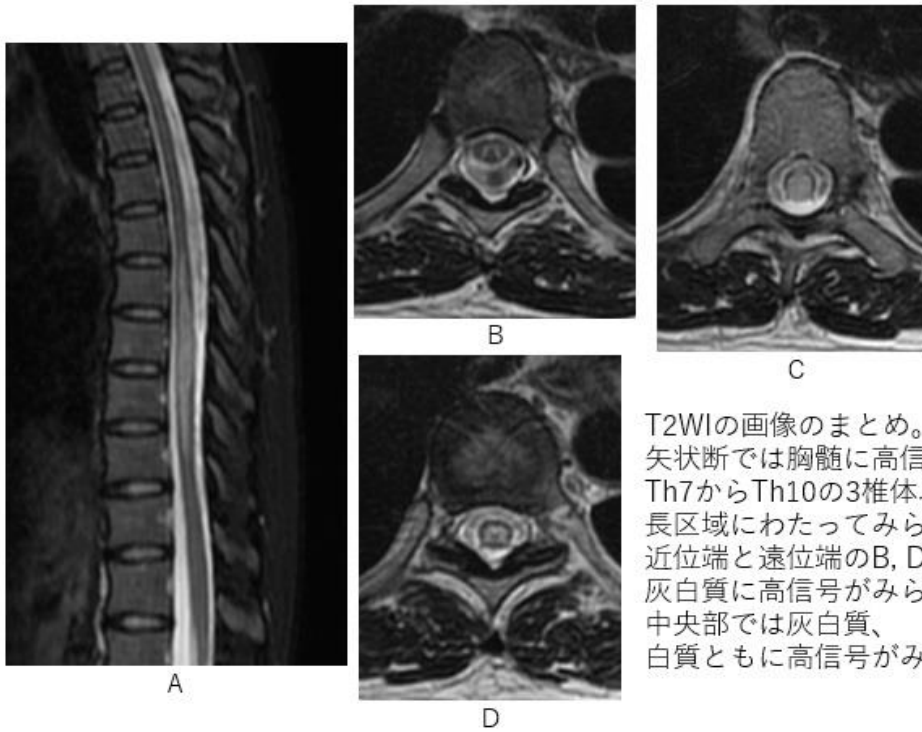 A
B
C
D
T2WIの画像のまとめ。
矢状断では胸髄に高信
Th7からTh10の3椎体
長区域にわたってみら
近位端と遠位端のB, D
灰白質に高信号がみら
中央部では灰白質、
白質ともに高信号がみ